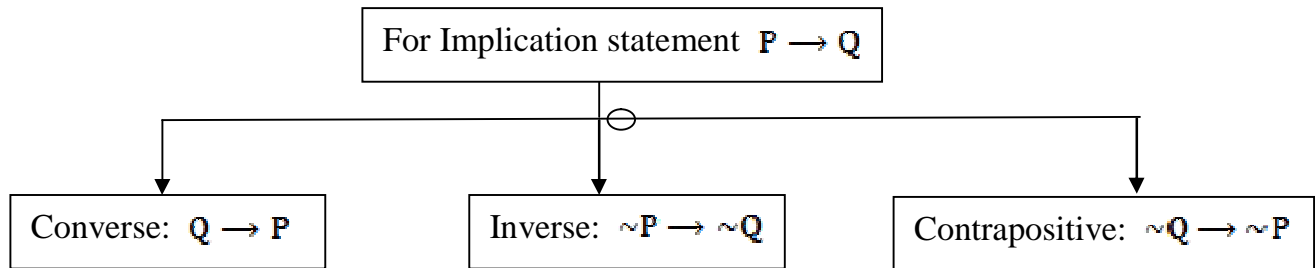 For Implication statement P → Q
Converse: Q → P
Inverse: ~P → ~Q
Contrapositive: ~Q → ~P